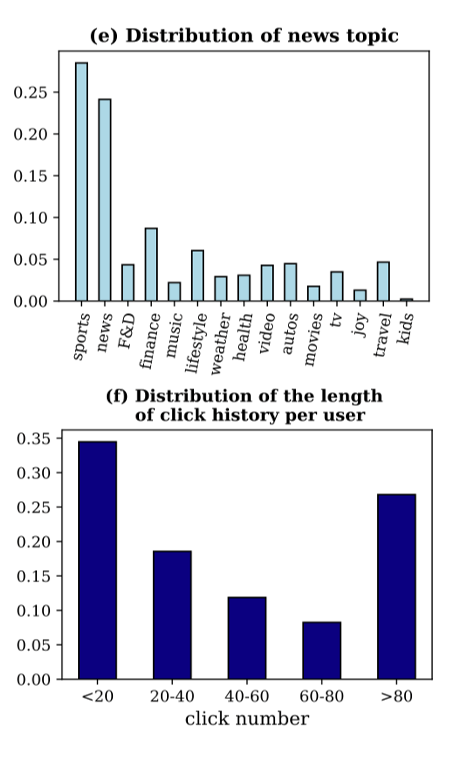 (e) Distribution of news topic
0.25
0.20
0.15
0.10
0.05
0.00
sports
news
F&D
finance
music
lifestyle
weather
health
video
autos
movies
tv
joy
travel
kids
(f) Distribution of the length
of click history per user
0.35
0.30
0.25
0.20
0.15
0.10
0.05
0.00
<20 20-40 40-60 60-80 >80
click number